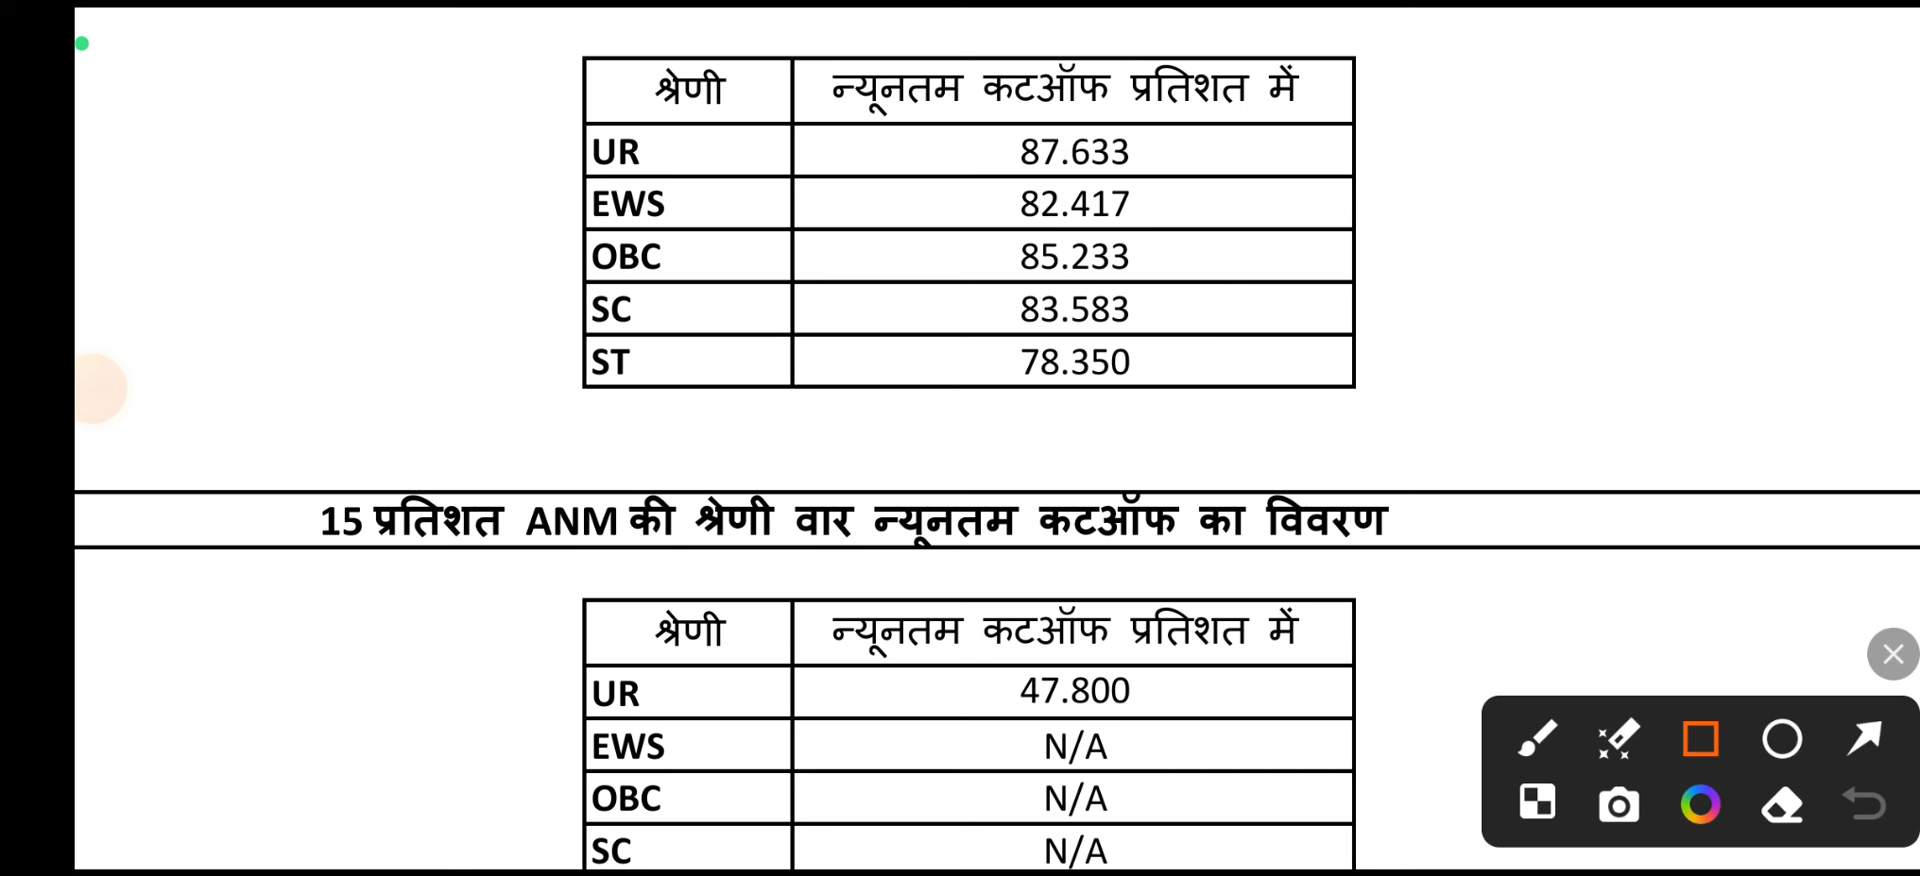 श्रेणी न्यूनतम कटऑफ प्रतिशत में
UR 87.633
EWS 82.417
OBC 85.233
SC 83.583
ST 78.350
15 प्रतिशत ANM की श्रेणी वार न्यूनतम कटऑफ का विवरण
श्रेणी न्यूनतम कटऑफ प्रतिशत में
UR 47.800
EWS N/A
OBC N/A
SC N/A